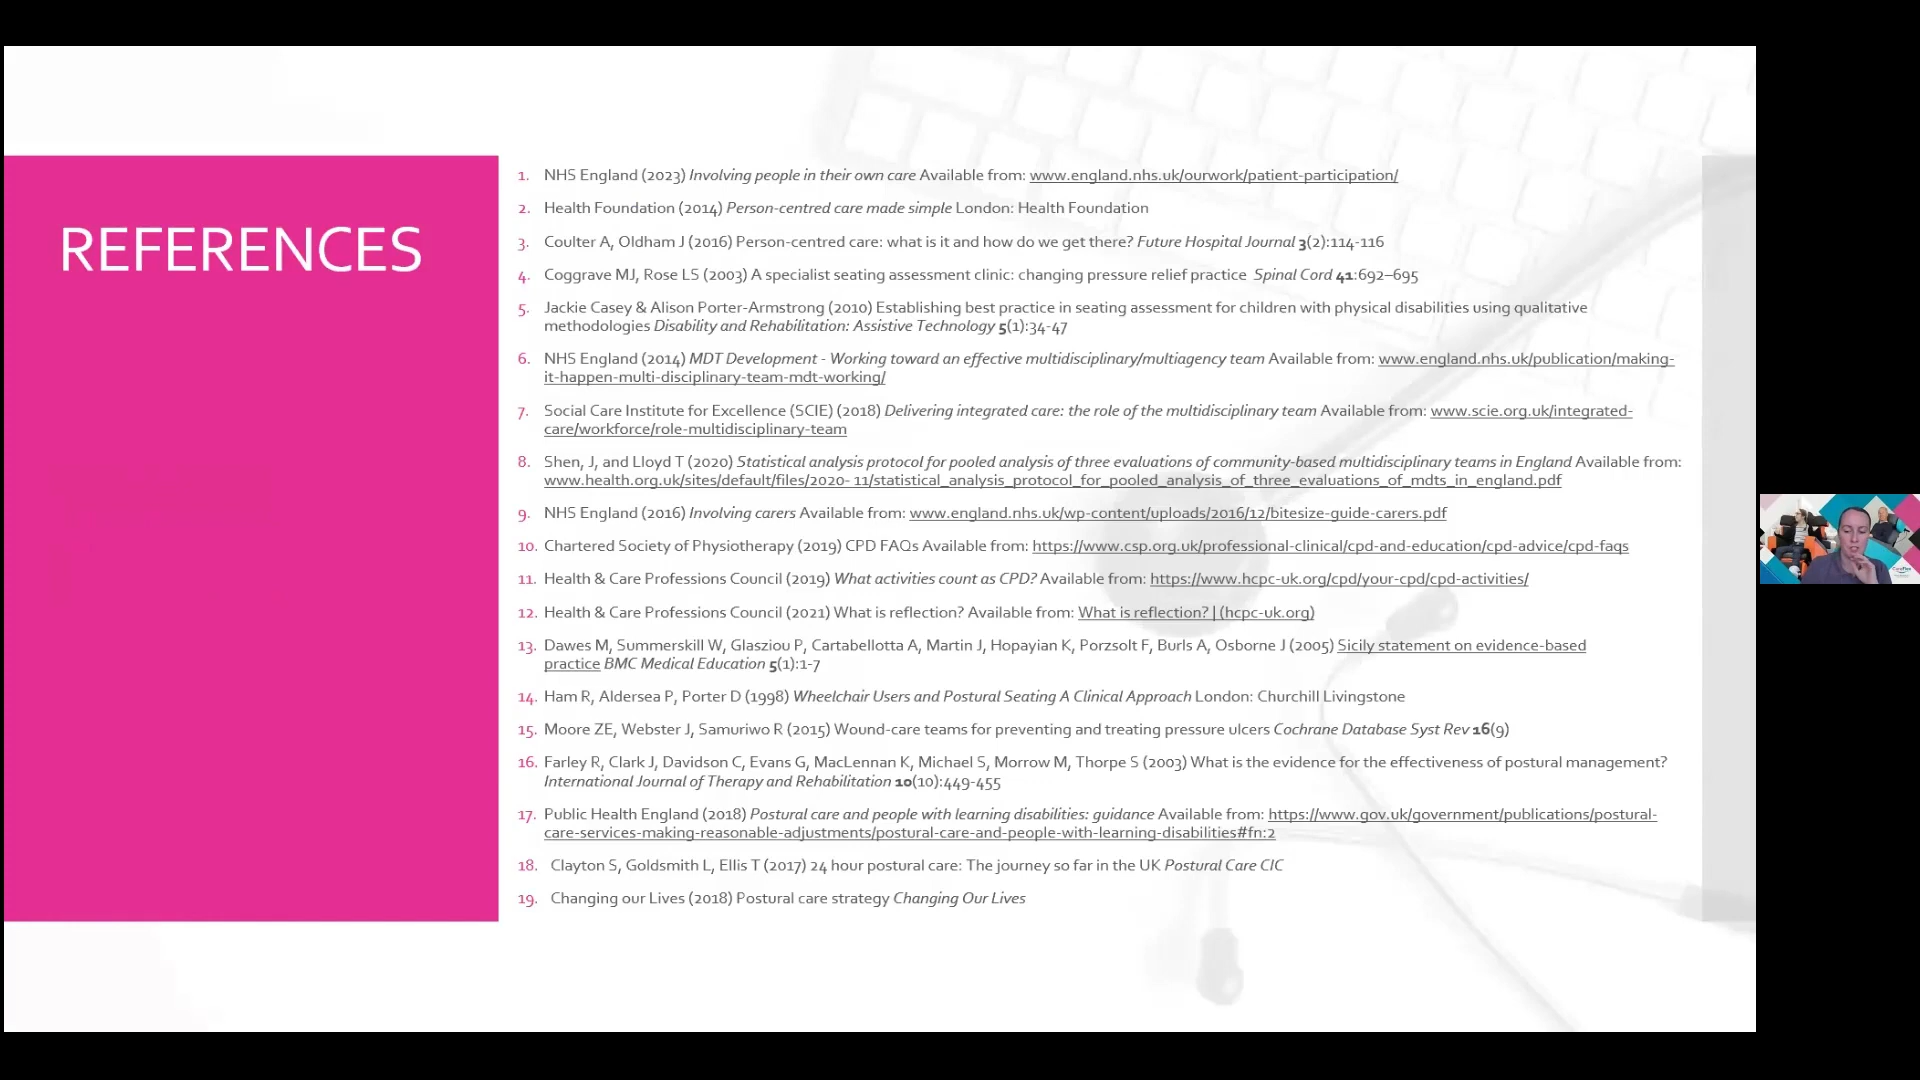 REFERENCES
1. NHS England (2023) Involving people in their own care Available from: www.england.nhs.uk/ourwork/patient-participation/
2. Health Foundation (2014) Person-centred care made simple London: Health Foundation
3. Coulter A, Oldham J (2016) Person-centred care: what is it and how do we get there? Future Hospital Journal 3(2):114-116
4. Coggrave MJ, Rose LS (2003) A specialist seating assessment clinic: changing pressure relief practice Spinal Cord 41:692–695
5. Jackie Casey & Alison Porter-Armstrong (2010) Establishing best practice in seating assessment for children with physical disabilities using qualitative
methodologies Disability and Rehabilitation: Assistive Technology 5(1):34-47
6. NHS England (2014) MDT Development - Working toward an effective multidisciplinary/multiagency team Available from: www.england.nhs.uk/publication/making-
it-happen-multi-disciplinary-team-mdt-working/
7. Social Care Institute for Excellence (SCIE) (2018) Delivering integrated care: the role of the multidisciplinary team Available from: www.scie.org.uk/integrated-
care/workforce/role-multidisciplinary-team
8. Shen, J, and Lloyd T (2020) Statistical analysis protocol for pooled analysis of three evaluations of community-based multidisciplinary teams in England Available from:
www.health.org.uk/sites/default/files/2020- 11/statistical_analysis_protocol_for_pooled_analysis_of_three_evaluations_of_mdts_in_england.pdf
9. NHS England (2016) Involving carers Available from: www.england.nhs.uk/wp-content/uploads/2016/12/bitesize-guide-carers.pdf
10. Chartered Society of Physiotherapy (2019) CPD FAQs Available from: https://www.csp.org.uk/professional-clinical/cpd-and-education/cpd-advice/cpd-faqs
11. Health & Care Professions Council (2019) What activities count as CPD? Available from: https://www.hcpc-uk.org/cpd/your-cpd/cpd-activities/
12. Health & Care Professions Council (2021) What is reflection? Available from: What is reflection? | (hcpc-uk.org)
13. Dawes M, Summerskill W, Glasziou P, Cartabellotta A, Martin J, Hopayian K, Porzsolt F, Burls A, Osborne J (2005) Sicily statement on evidence-based
practice BMC Medical Education 5(1):1-7
14. Ham R, Aldersea P, Porter D (1998) Wheelchair Users and Postural Seating A Clinical Approach London: Churchill Livingstone
15. Moore ZE, Webster J, Samuriwo R (2015) Wound-care teams for preventing and treating pressure ulcers Cochrane Database Syst Rev 16(9)
16. Farley R, Clark J, Davidson C, Evans G, MacLennan K, Michael S, Morrow M, Thorpe S (2003) What is the evidence for the effectiveness of postural management?
International Journal of Therapy and Rehabilitation 10(10):449-455
17. Public Health England (2018) Postural care and people with learning disabilities: guidance Available from: https://www.gov.uk/government/publications/postural-
care-services-making-reasonable-adjustments/postural-care-and-people-with-learning-disabilities#fn:2
18. Clayton S, Goldsmith L, Ellis T (2017) 24 hour postural care: The journey so far in the UK Postural Care CIC
19. Changing our Lives (2018) Postural care strategy Changing Our Lives